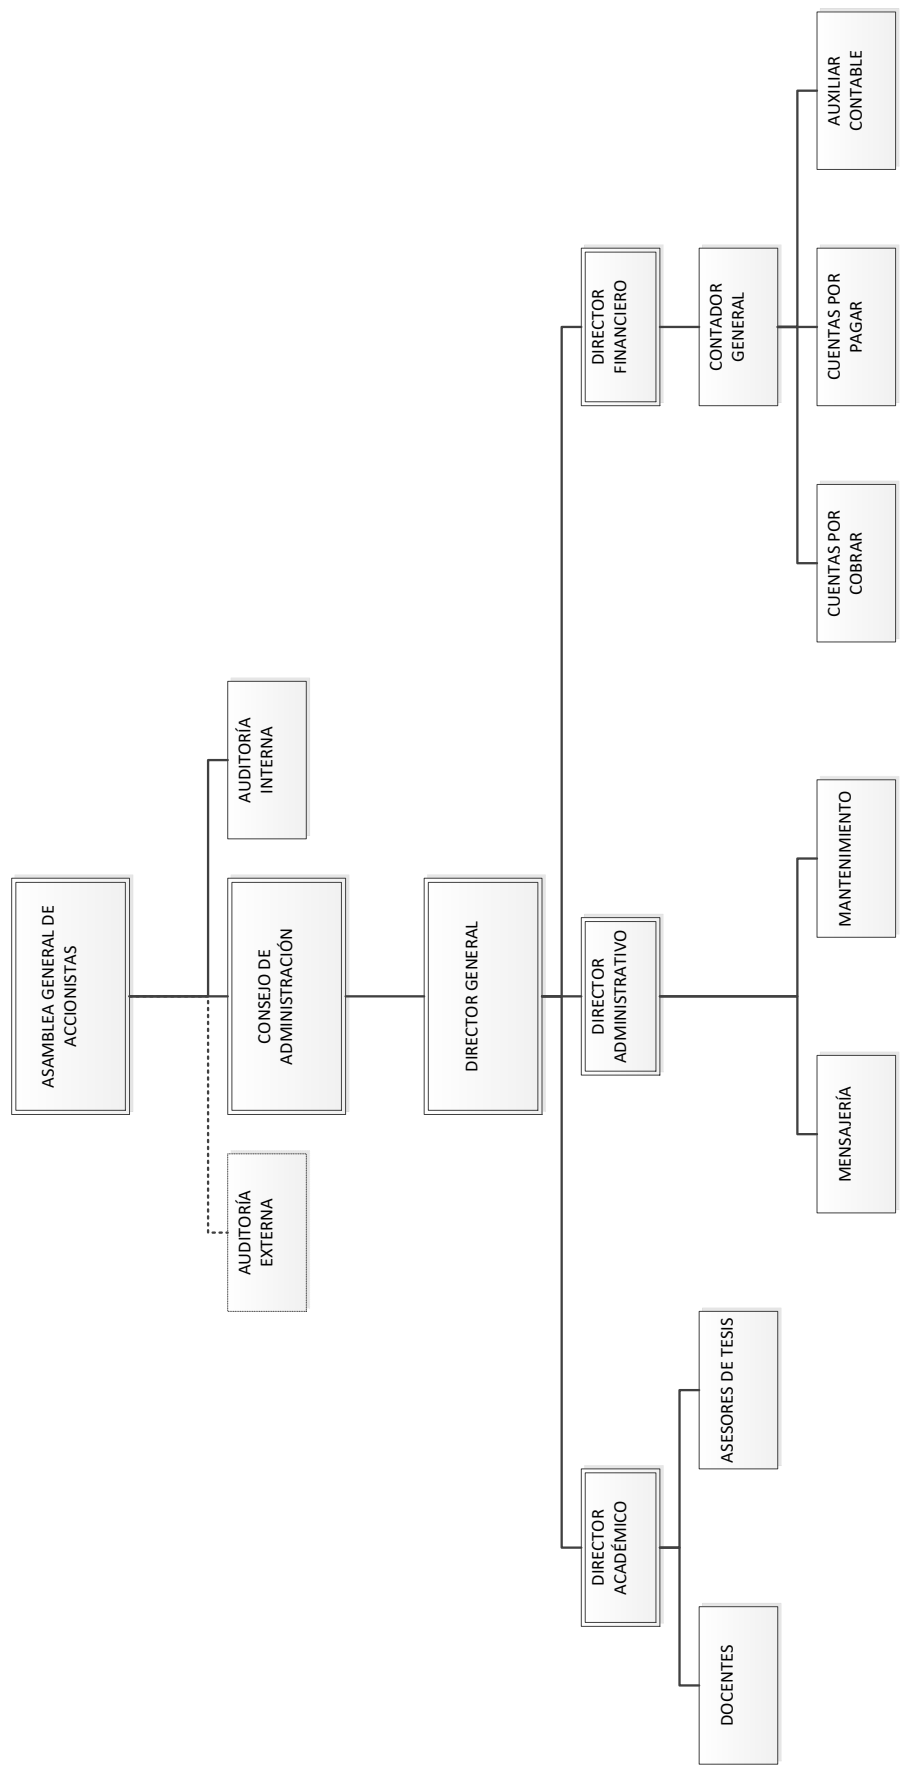 ASAMBLEA GENERAL DE
ACCIONISTAS
AUDITORÍA
EXTERNA
CONSEJO DE
ADMINISTRACIÓN
AUDITORÍA
INTERNA
DIRECTOR GENERAL
DIRECTOR
ACADÉMICO
DIRECTOR
ADMINISTRATIVO
DIRECTOR
FINANCIERO
DOCENTES
ASESORES DE TESIS
CONTADOR
GENERAL
MENSAJERÍA
MANTENIMIENTO
CUENTAS POR
COBRAR
CUENTAS POR
PAGAR
AUXILIAR
CONTABLE